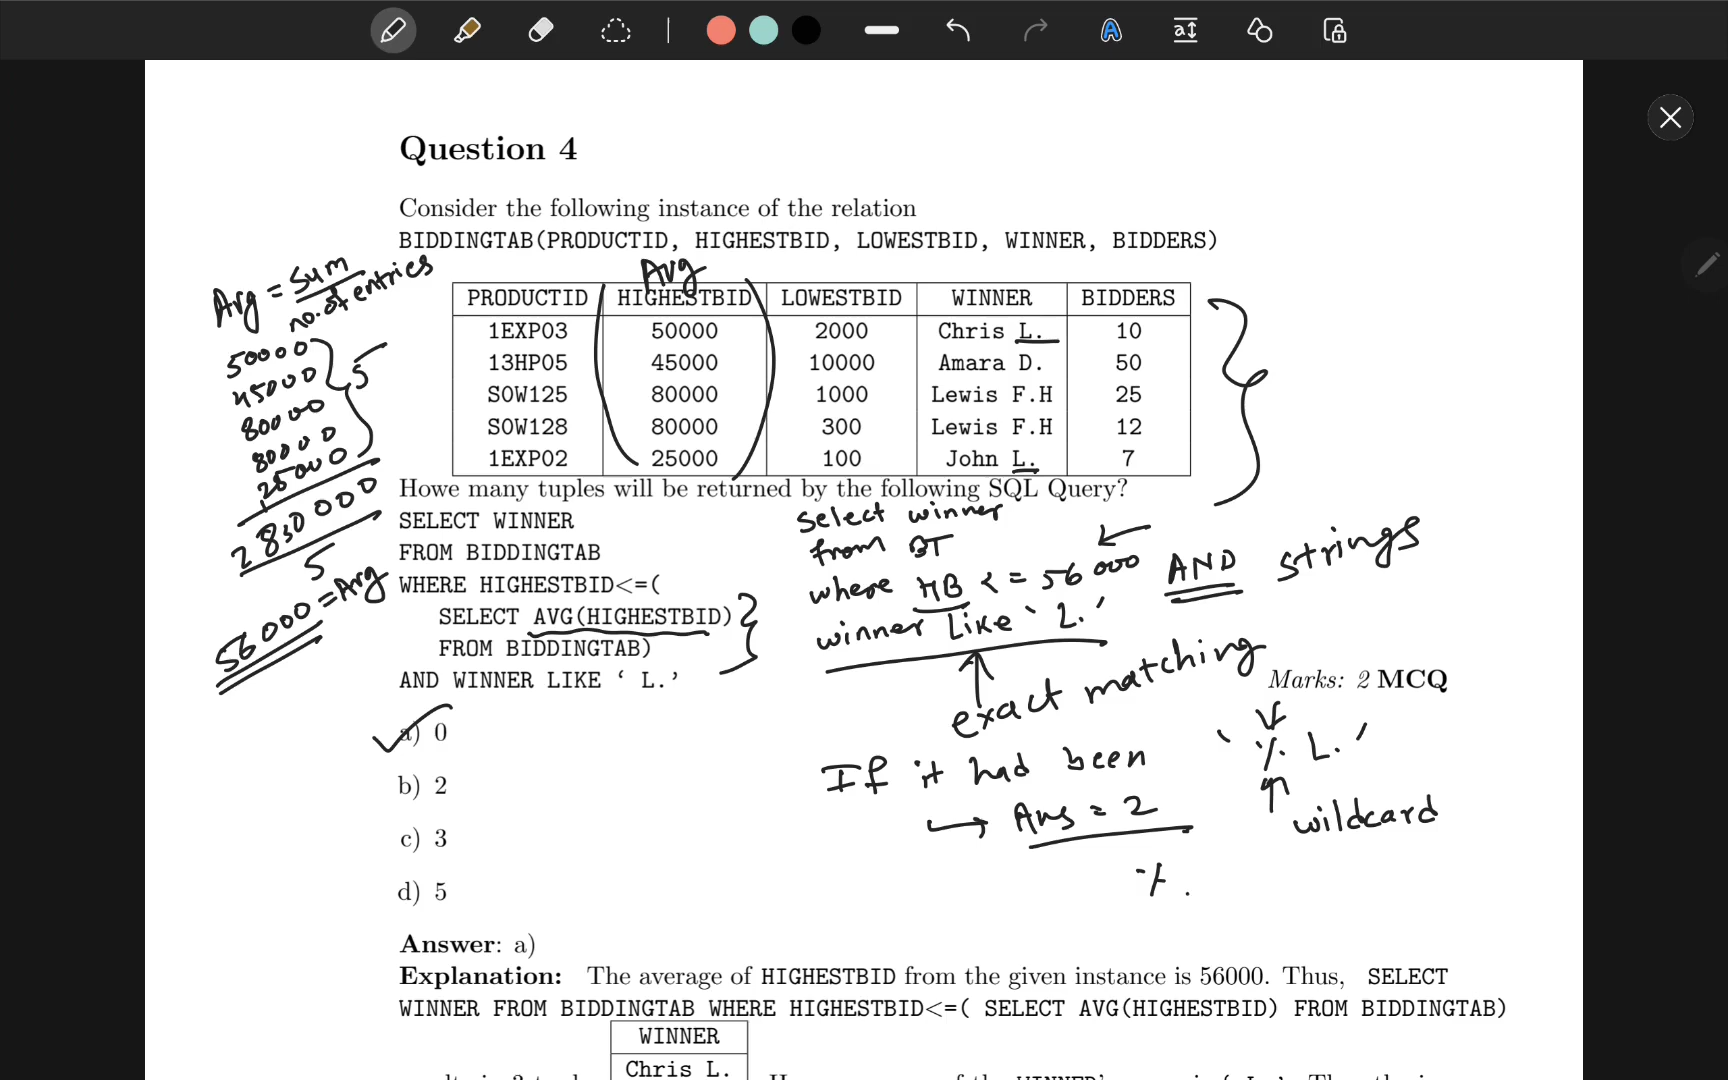 Question 4
Consider the following instance of the relation
BIDDINGTAB(PRODUCTID, HIGHESTBID, LOWESTBID, WINNER, BIDDERS)
Avg
Avg = Sum
no. of entries
PRODUCTID HIGHESTBID LOWESTBID WINNER BIDDERS
1EXP03 50000 2000 Chris L. 10
13HP05 45000 10000 Amara D. 50
SOW125 80000 1000 Lewis F.H 25
SOW128 80000 300 Lewis F.H 12
1EXP02 25000 100 John L. 7
50000
45000
80000
80000
25000
5
280000
5
56000 = Avg
Howe many tuples will be returned by the following SQL Query?
SELECT WINNER
FROM BIDDINGTAB
WHERE HIGHESTBID<=(
SELECT AVG(HIGHESTBID)
FROM BIDDINGTAB)
AND WINNER LIKE ‘ L.’
Select winner
from BT
where HB <= 56000 AND strings
winner like ‘ L.’
exact matching
Marks: 2 MCQ
If it had been ‘ % L.’
→ Ans = 2
wildcard
% .
a) 0
b) 2
c) 3
d) 5
Answer: a)
Explanation: The average of HIGHESTBID from the given instance is 56000. Thus, SELECT
WINNER FROM BIDDINGTAB WHERE HIGHESTBID<=( SELECT AVG(HIGHESTBID) FROM BIDDINGTAB)
WINNER
Chris L.